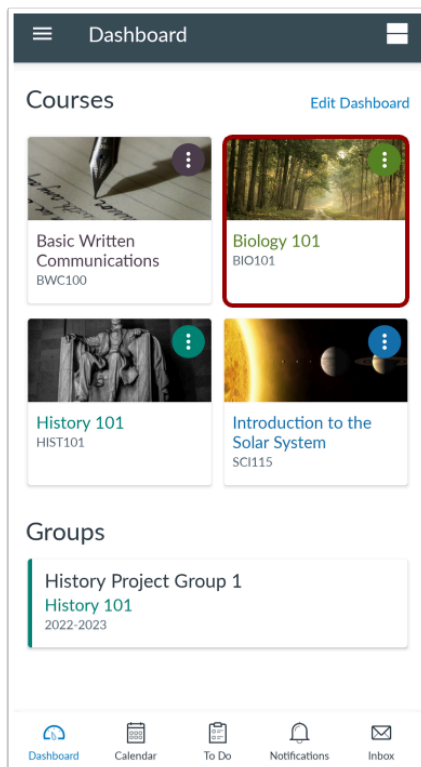 Dashboard
Courses
Edit Dashboard
Basic Written
Communications
BWC100
Biology 101
BIO101
History 101
HIST101
Introduction to the
Solar System
SCI115
Groups
History Project Group 1
History 101
2022-2023
Dashboard
Calendar
To Do
Notifications
Inbox